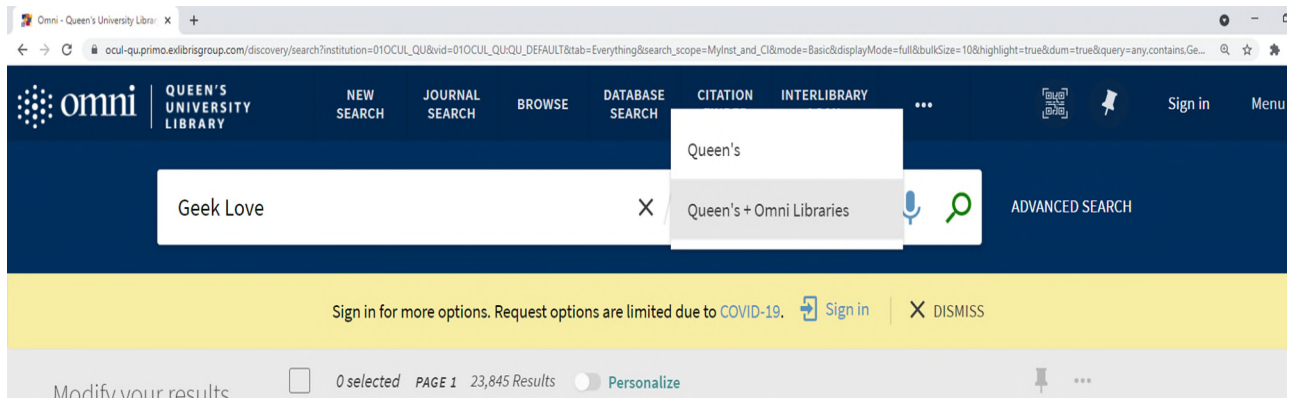 Omni - Queen's University Librar
ocul-qu.primo.exlibrisgroup.com/discovery/search?institution=01OCUL_QU&vid=01OCUL_QU:QU_DEFAULT&tab=Everything&search_scope=MyInst_and_CI&mode=Basic&displayMode=full&bulkSize=10&highlight=true&dum=true&query=any,contains,Ge...
omni QUEEN'S UNIVERSITY LIBRARY
NEW SEARCH
JOURNAL SEARCH
BROWSE
DATABASE SEARCH
CITATION
INTERLIBRARY
Sign in
Menu
Queen's
Geek Love
Queen's + Omni Libraries
ADVANCED SEARCH
Sign in for more options. Request options are limited due to COVID-19. Sign in DISMISS
Modify your results
0 selected PAGE 1 23,845 Results Personalize